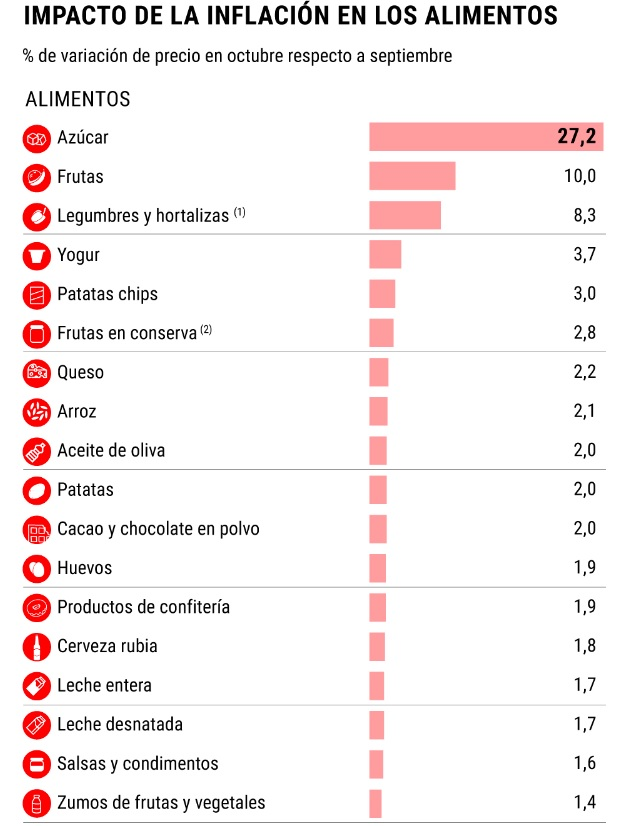 IMPACTO DE LA INFLACIÓN EN LOS ALIMENTOS
% de variación de precio en octubre respecto a septiembre
ALIMENTOS
Azúcar 27,2
Frutas 10,0
Legumbres y hortalizas (1) 8,3
Yogur 3,7
Patatas chips 3,0
Frutas en conserva (2) 2,8
Queso 2,2
Arroz 2,1
Aceite de oliva 2,0
Patatas 2,0
Cacao y chocolate en polvo 2,0
Huevos 1,9
Productos de confitería 1,9
Cerveza rubia 1,8
Leche entera 1,7
Leche desnatada 1,7
Salsas y condimentos 1,6
Zumos de frutas y vegetales 1,4